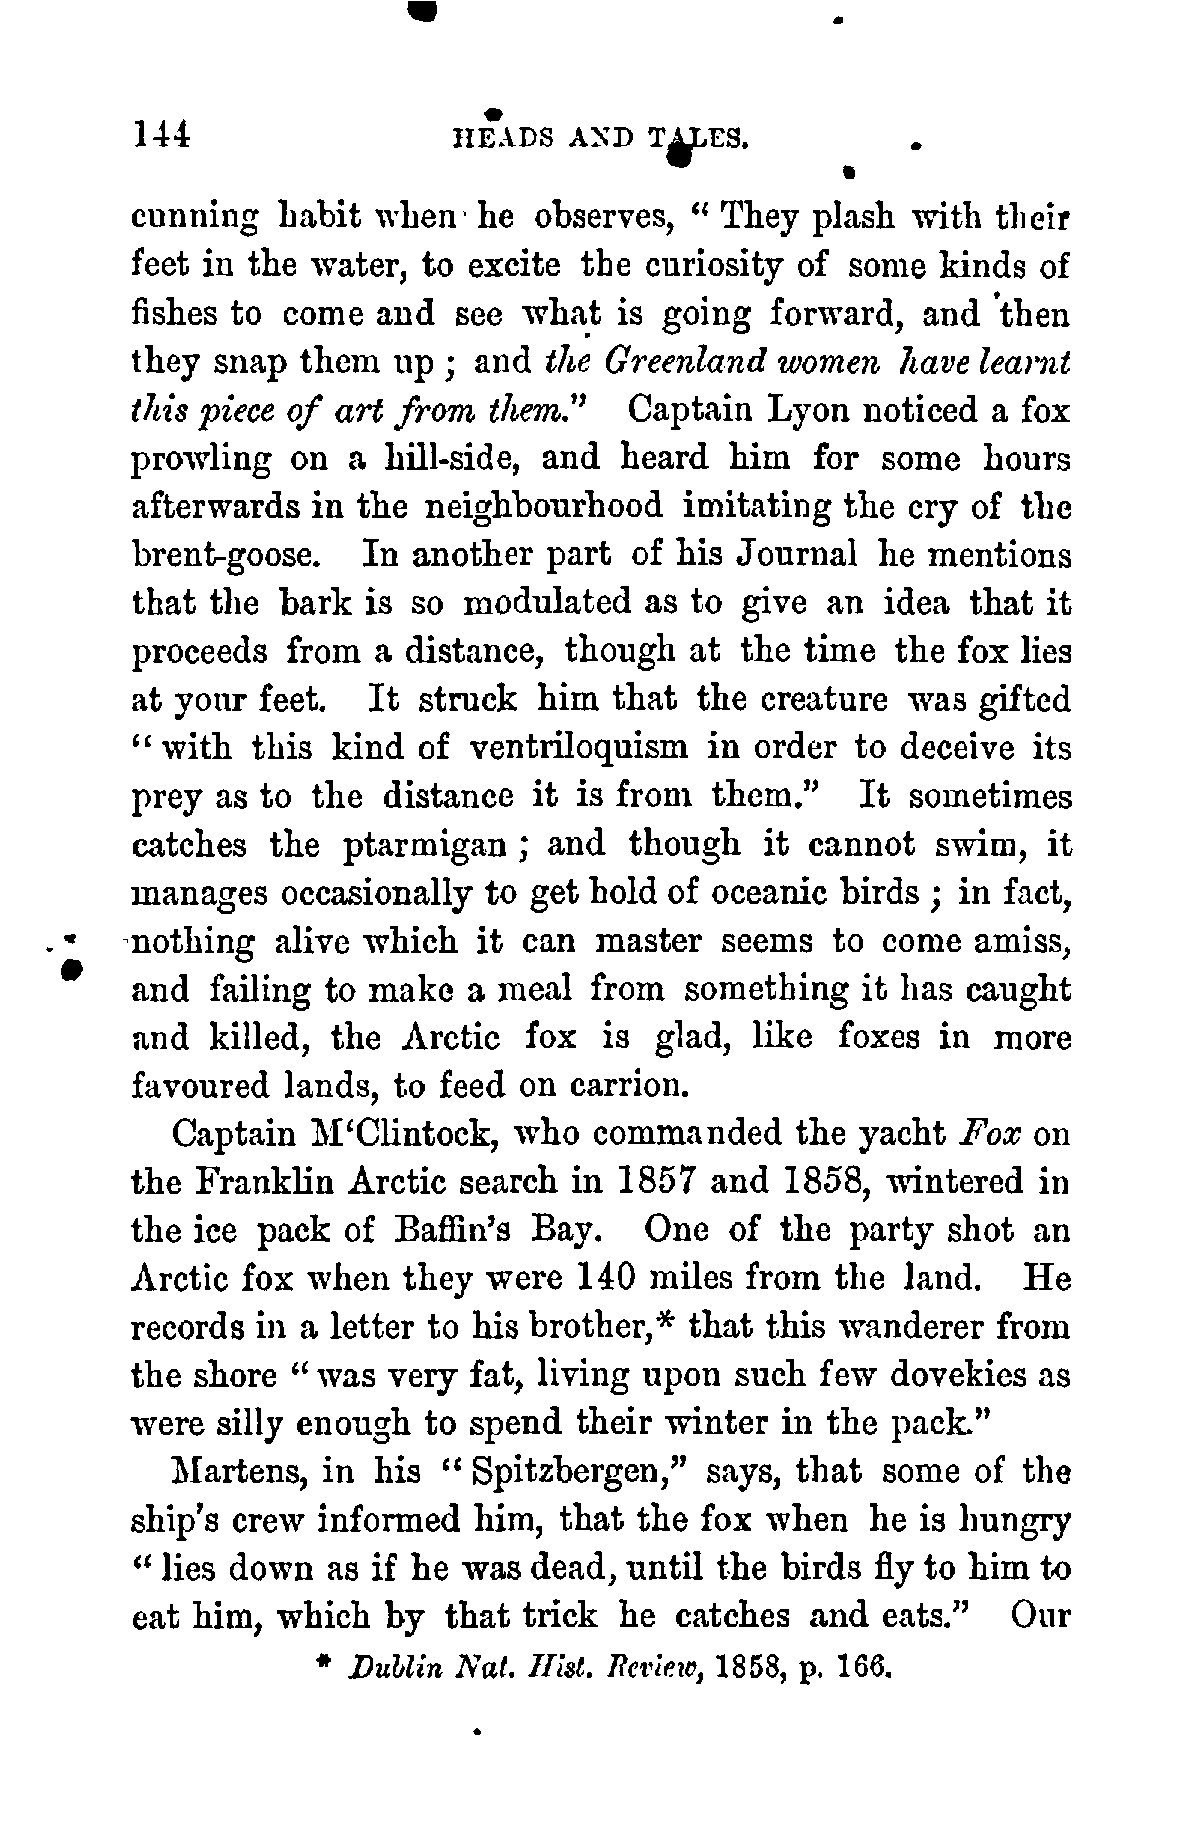 144 HEADS AND TALES.
cunning habit when he observes, “ They plash with their
feet in the water, to excite the curiosity of some kinds of
fishes to come and see what is going forward, and then
they snap them up ; and the Greenland women have learnt
this piece of art from them.” Captain Lyon noticed a fox
prowling on a hill-side, and heard him for some hours
afterwards in the neighbourhood imitating the cry of the
brent-goose. In another part of his Journal he mentions
that the bark is so modulated as to give an idea that it
proceeds from a distance, though at the time the fox lies
at your feet. It struck him that the creature was gifted
“ with this kind of ventriloquism in order to deceive its
prey as to the distance it is from them.” It sometimes
catches the ptarmigan ; and though it cannot swim, it
manages occasionally to get hold of oceanic birds ; in fact,
nothing alive which it can master seems to come amiss,
and failing to make a meal from something it has caught
and killed, the Arctic fox is glad, like foxes in more
favoured lands, to feed on carrion.
Captain M‘Clintock, who commanded the yacht Fox on
the Franklin Arctic search in 1857 and 1858, wintered in
the ice pack of Baffin’s Bay. One of the party shot an
Arctic fox when they were 140 miles from the land. He
records in a letter to his brother,* that this wanderer from
the shore “ was very fat, living upon such few dovekies as
were silly enough to spend their winter in the pack.”
Martens, in his “ Spitzbergen,” says, that some of the
ship’s crew informed him, that the fox when he is hungry
“ lies down as if he was dead, until the birds fly to him to
eat him, which by that trick he catches and eats.” Our
* Dublin Nat. Hist. Review, 1858, p. 166.